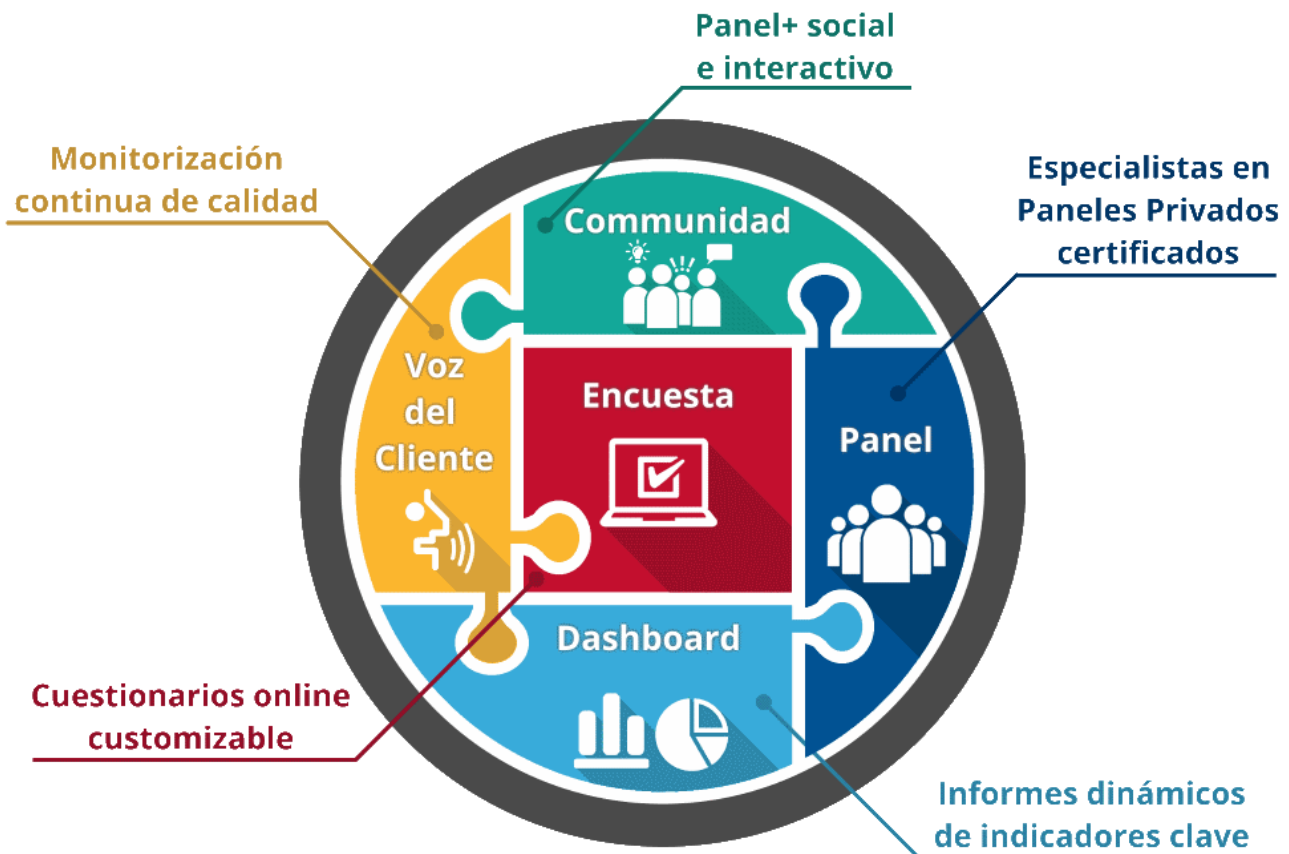 Panel+ social
e interactivo
Monitorización
continua de calidad
Especialistas en
Paneles Privados
certificados
Communidad
Voz
del
Cliente
Encuesta
Panel
Dashboard
Cuestionarios online
customizable
Informes dinámicos
de indicadores clave